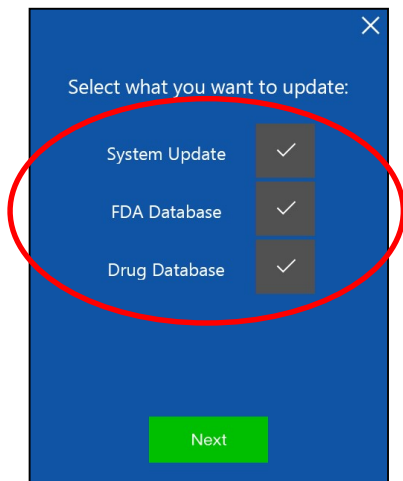 Select what you want to update:
System Update
FDA Database
Drug Database
Next